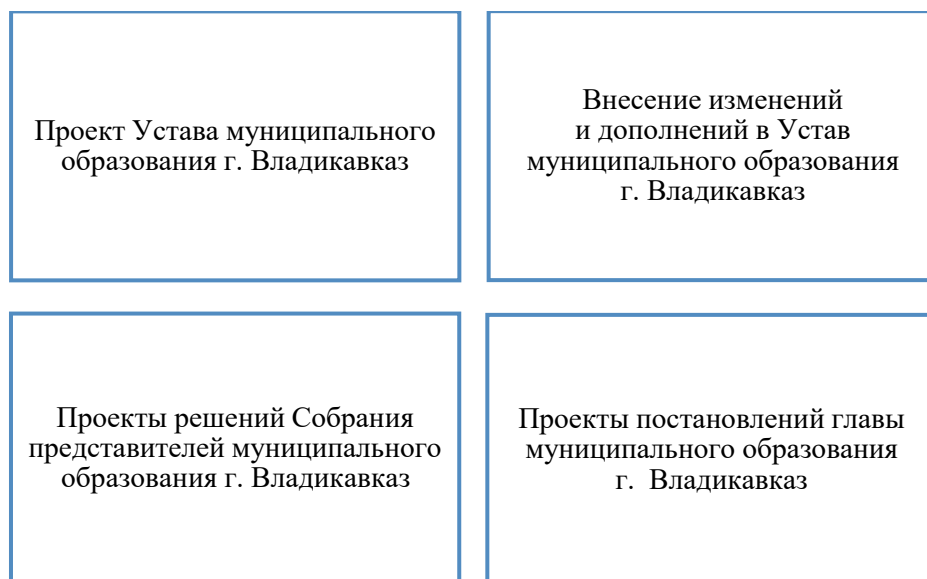 Проект Устава муниципального
образования г. Владикавказ
Внесение изменений
и дополнений в Устав
муниципального образования
г. Владикавказ
Проекты решений Собрания
представителей муниципального
образования г. Владикавказ
Проекты постановлений главы
муниципального образования
г. Владикавказ